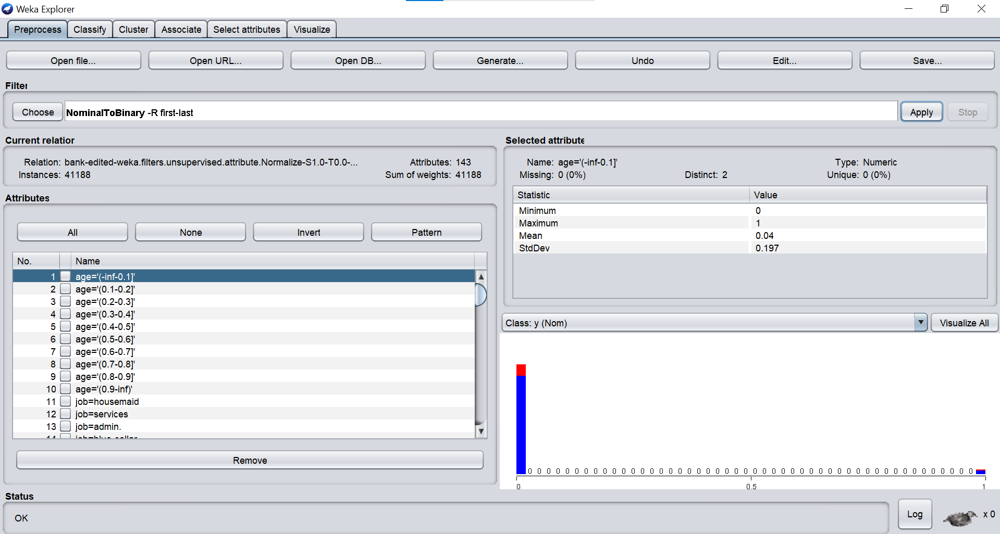 Weka Explorer
Preprocess Classify Cluster Associate Select attributes Visualize
Open file... Open URL... Open DB... Generate... Undo Edit... Save...
Filter
Choose NominalToBinary -R first-last Apply Stop
Current relation
Relation: bank-edited-weka.filters.unsupervised.attribute.Normalize-S1.0-T0.0-... Attributes: 143
Instances: 41188 Sum of weights: 41188
Attributes
All None Invert Pattern
No. Name
1 age='(-inf-0.1]'
2 age='(0.1-0.2]'
3 age='(0.2-0.3]'
4 age='(0.3-0.4]'
5 age='(0.4-0.5]'
6 age='(0.5-0.6]'
7 age='(0.6-0.7]'
8 age='(0.7-0.8]'
9 age='(0.8-0.9]'
10 age='(0.9-inf)'
11 job=housemaid
12 job=services
13 job=admin.
14 job=blue-collar
Remove
Selected attribute
Name: age='(-inf-0.1]' Type: Numeric
Missing: 0 (0%) Distinct: 2 Unique: 0 (0%)
Statistic Value
Minimum 0
Maximum 1
Mean 0.04
StdDev 0.197
Class: y (Nom) Visualize All
0 0 0 0 0 0 0 0 0 0 0 0 0 0 0 0 0 0 0 0 0 0 0 0 0 0 0 0 0 0 0 0 0 0 0 0 0 0 0 0 0 0 0 0 0 0 0 0
0 0.5 1
Status
OK
Log x 0